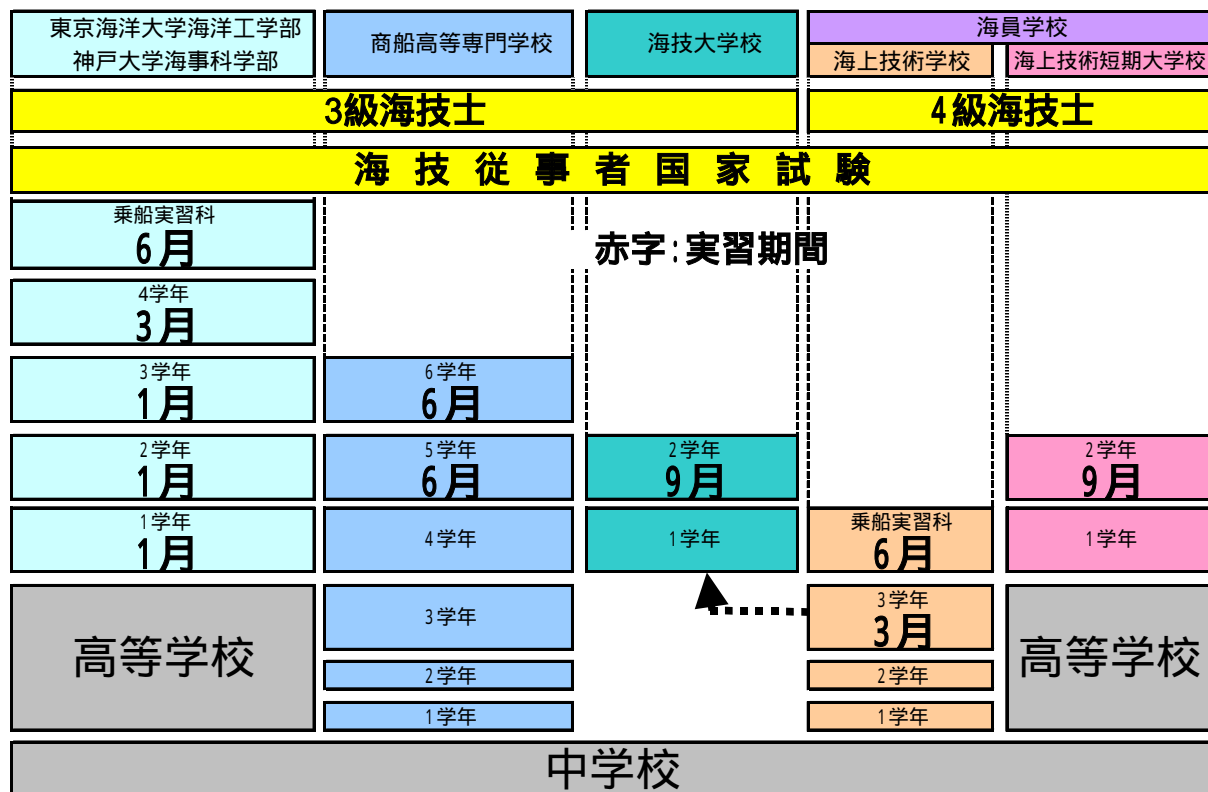 東京海洋大学海洋工学部
神戸大学海事科学部
商船高等専門学校
海技大学校
海員学校
海上技術学校
海上技術短期大学校
3級海技士
4級海技士
海技従事者国家試験
赤字:実習期間
乗船実習科
6月
4学年
3月
3学年
1月
6学年
6月
2学年
1月
5学年
6月
2学年
9月
2学年
9月
1学年
1月
4学年
1学年
乗船実習科
6月
1学年
高等学校
3学年
3学年
3月
高等学校
2学年
2学年
1学年
1学年
中学校